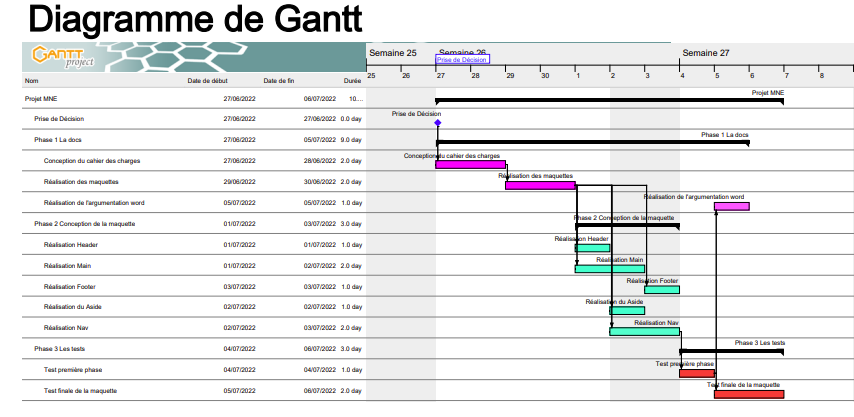 Diagramme de Gantt
GANTT project
Semaine 25 Semaine 26 Semaine 27
Prise de Décision
25 26 27 28 29 30 1 2 3 4 5 6 7 8
Nom Date de début Date de fin Durée
Projet MNE 27/06/2022 06/07/2022 10,... Projet MNE
Prise de Décision 27/06/2022 27/06/2022 0.0 day Prise de Décision
Phase 1 La docs 27/06/2022 05/07/2022 9.0 day Phase 1 La docs
Conception du cahier des charges 27/06/2022 28/06/2022 2.0 day Conception du cahier des charges
Réalisation des maquettes 29/06/2022 30/06/2022 2.0 day Réalisation des maquettes
Réalisation de l'argumentation word 05/07/2022 05/07/2022 1.0 day Réalisation de l'argumentation word
Phase 2 Conception de la maquette 01/07/2022 03/07/2022 3.0 day Phase 2 Conception de la maquette
Réalisation Header 01/07/2022 01/07/2022 1.0 day Réalisation Header
Réalisation Main 01/07/2022 02/07/2022 2.0 day Réalisation Main
Réalisation Footer 03/07/2022 03/07/2022 1.0 day Réalisation Footer
Réalisation du Aside 02/07/2022 02/07/2022 1.0 day Réalisation du Aside
Réalisation Nav 02/07/2022 03/07/2022 2.0 day Réalisation Nav
Phase 3 Les tests 04/07/2022 06/07/2022 3.0 day Phase 3 Les tests
Test première phase 04/07/2022 04/07/2022 1.0 day Test première phase
Test finale de la maquette 05/07/2022 06/07/2022 2.0 day Test finale de la maquette